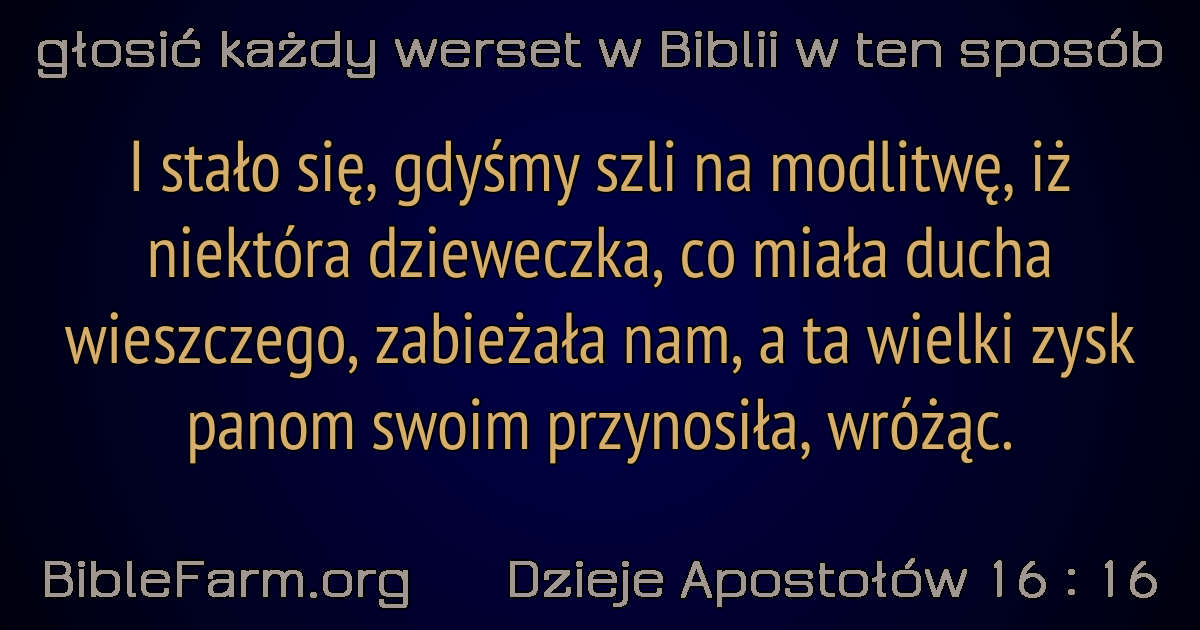 głosić każdy werset w Biblii w ten sposób
I stało się, gdyśmy szli na modlitwę, iż
niektóra dzieweczka, co miała ducha
wieszczego, zabieżała nam, a ta wielki zysk
panom swoim przynosiła, wróżąc.
BibleFarm.org Dzieje Apostołów 16 : 16